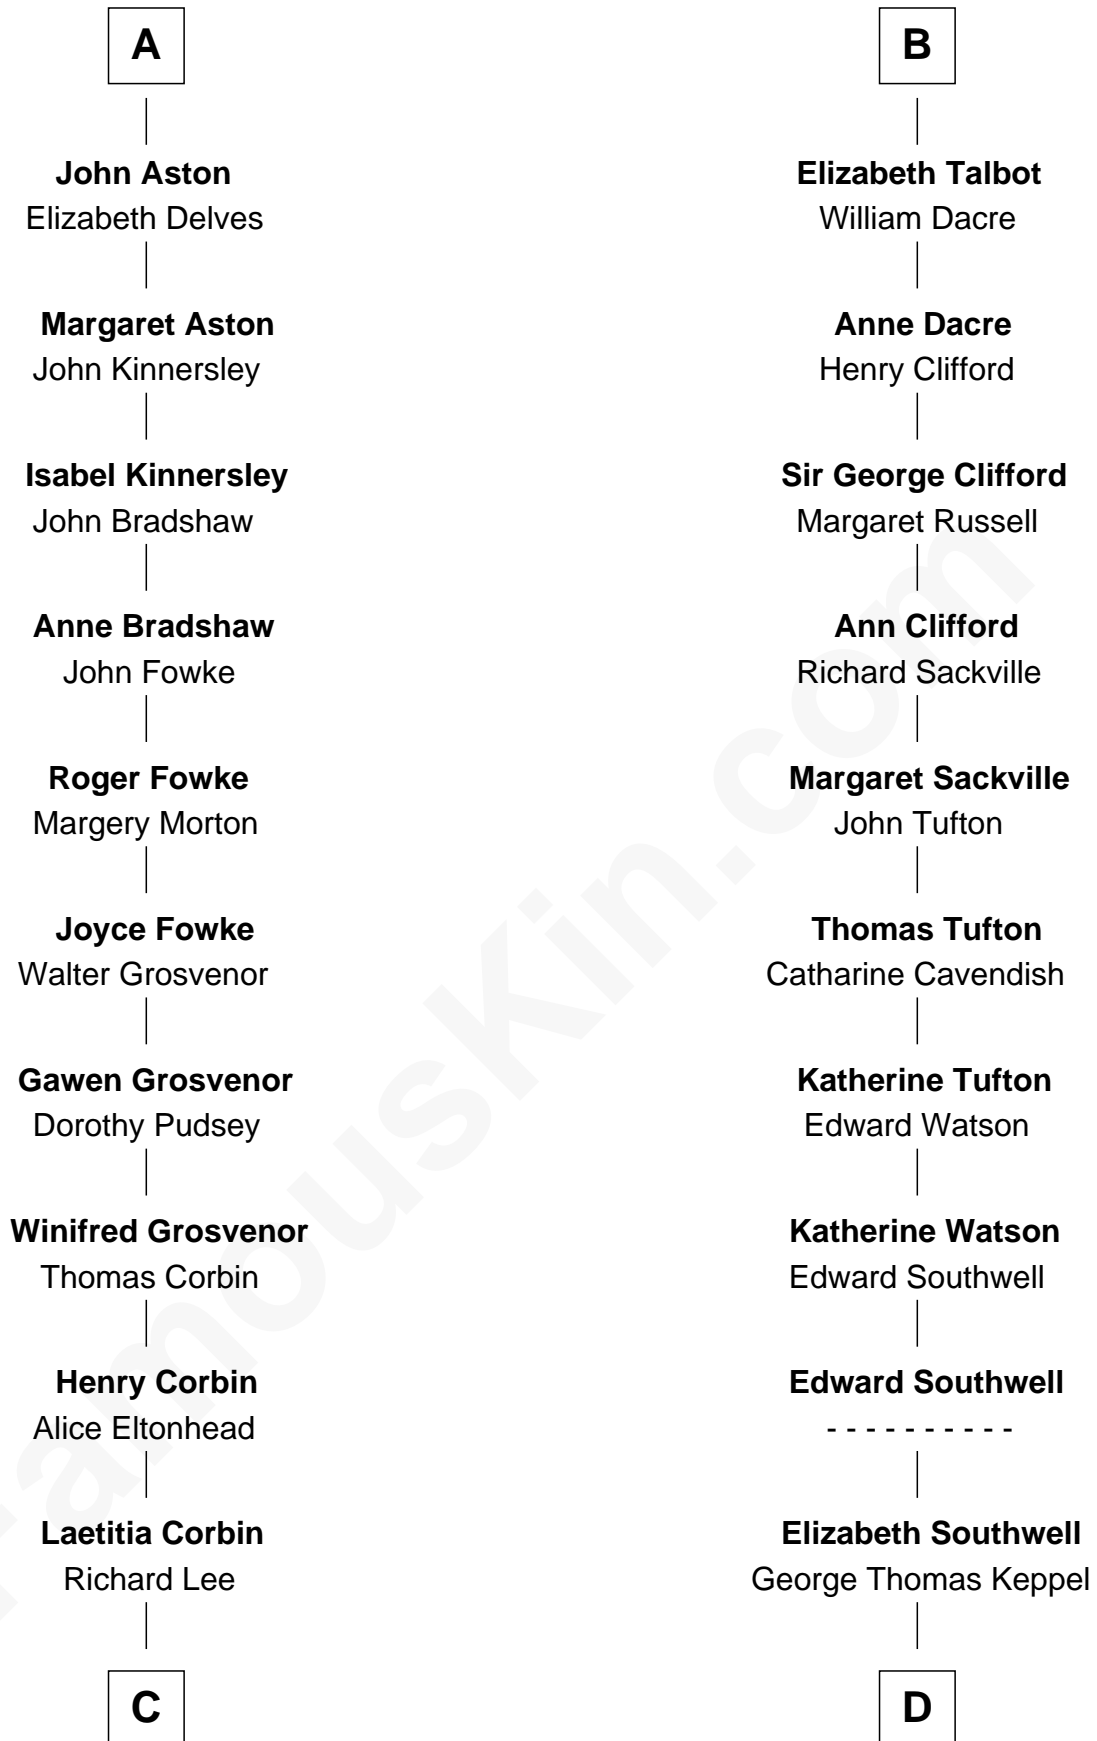 A
John Aston
Elizabeth Delves
Margaret Aston
John Kinnersley
Isabel Kinnersley
John Bradshaw
Anne Bradshaw
John Fowke
Roger Fowke
Margery Morton
Joyce Fowke
Walter Grosvenor
Gawen Grosvenor
Dorothy Pudsey
Winifred Grosvenor
Thomas Corbin
Henry Corbin
Alice Eltonhead
Laetitia Corbin
Richard Lee
C
B
Elizabeth Talbot
William Dacre
Anne Dacre
Henry Clifford
Sir George Clifford
Margaret Russell
Ann Clifford
Richard Sackville
Margaret Sackville
John Tufton
Thomas Tufton
Catharine Cavendish
Katherine Tufton
Edward Watson
Katherine Watson
Edward Southwell
Edward Southwell
- - - - - - - - - -
Elizabeth Southwell
George Thomas Keppel
D
FamousKin.com